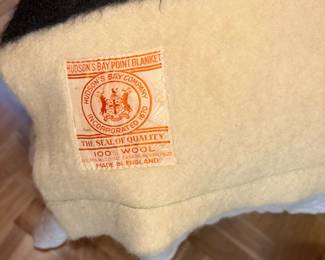 HUDSON'S BAY POINT BLANKET
HUDSON'S BAY COMPANY
INCORPORATED 1670
THE SEAL OF QUALITY
100% WOOL
MADE IN ENGLAND